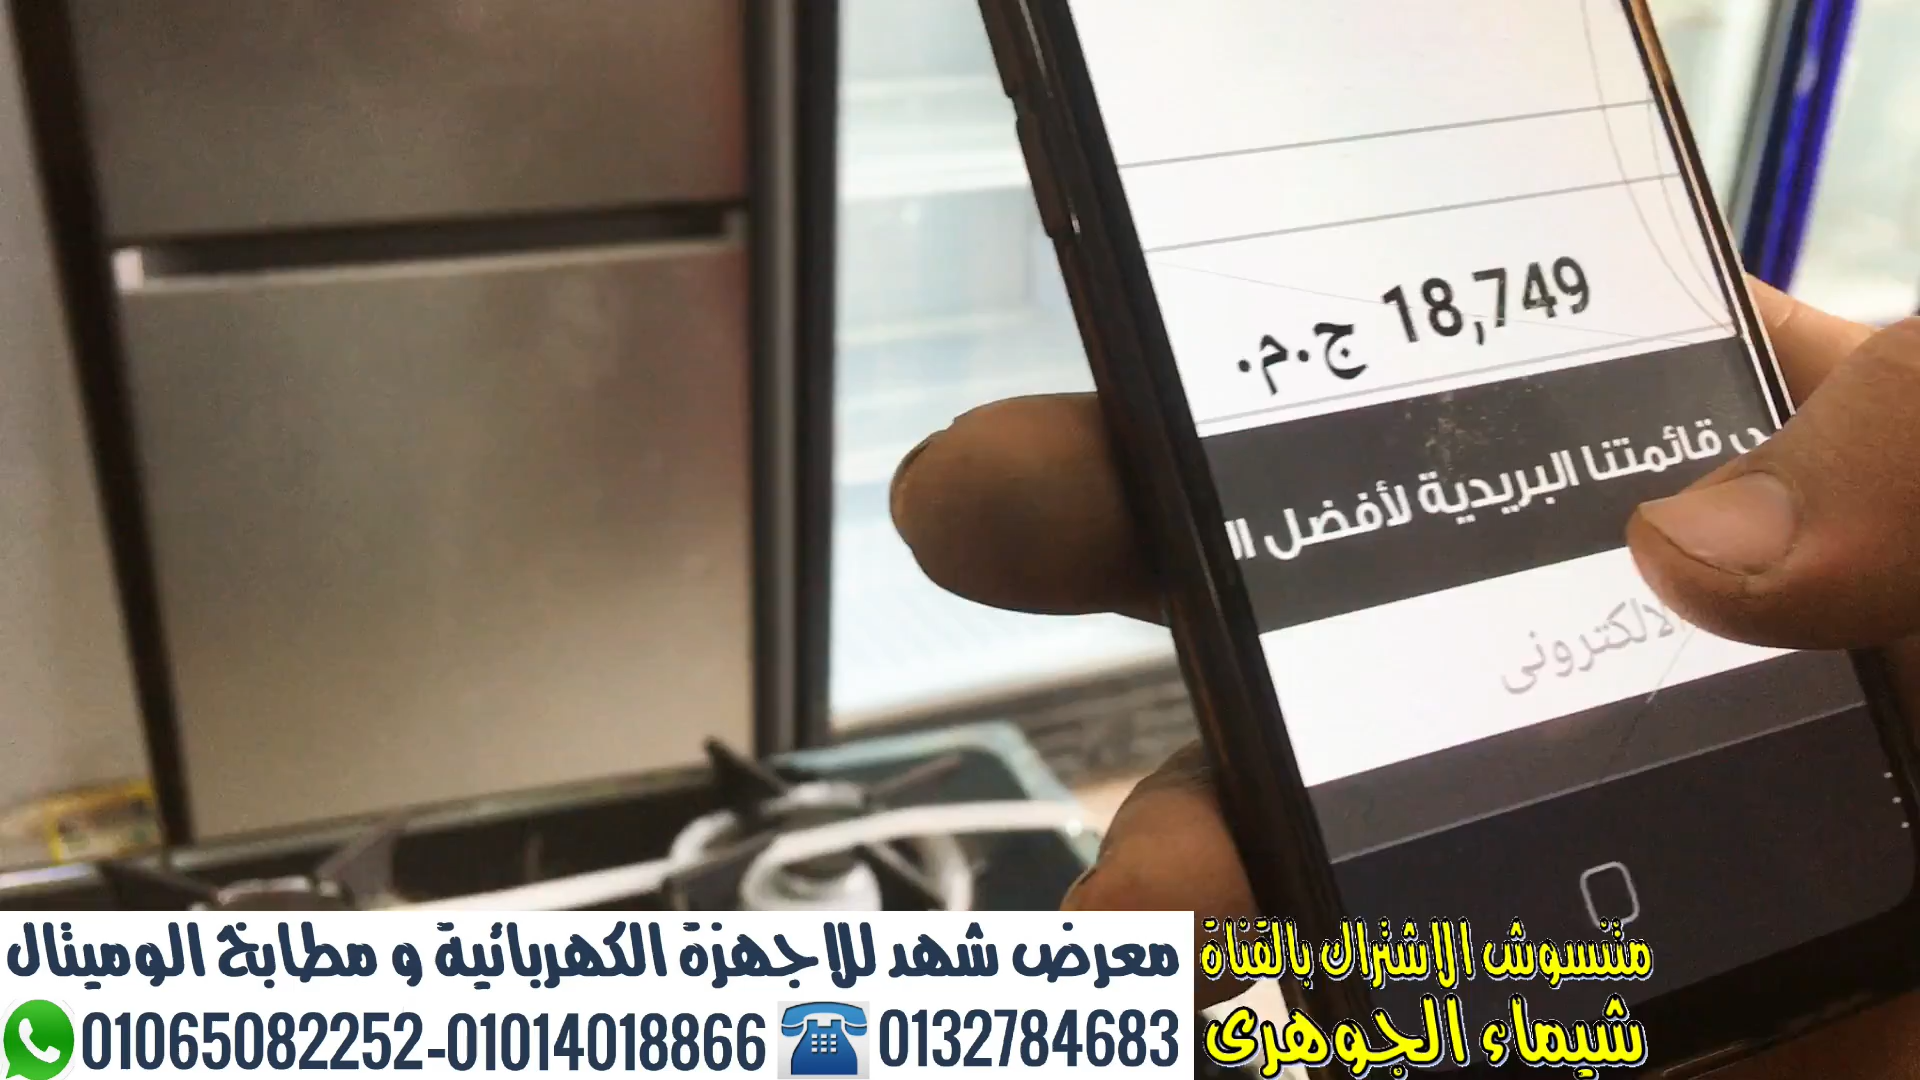 18,749 ج.م.
قائمتنا البريدية لأفضل
الالكترونى
معرض شهد للاجهزة الكهربائية و مطابخ الوميتال
01065082252-01014018866 0132784683
متنسوش الاشتراك بالقناة
شيماء الجوهرى